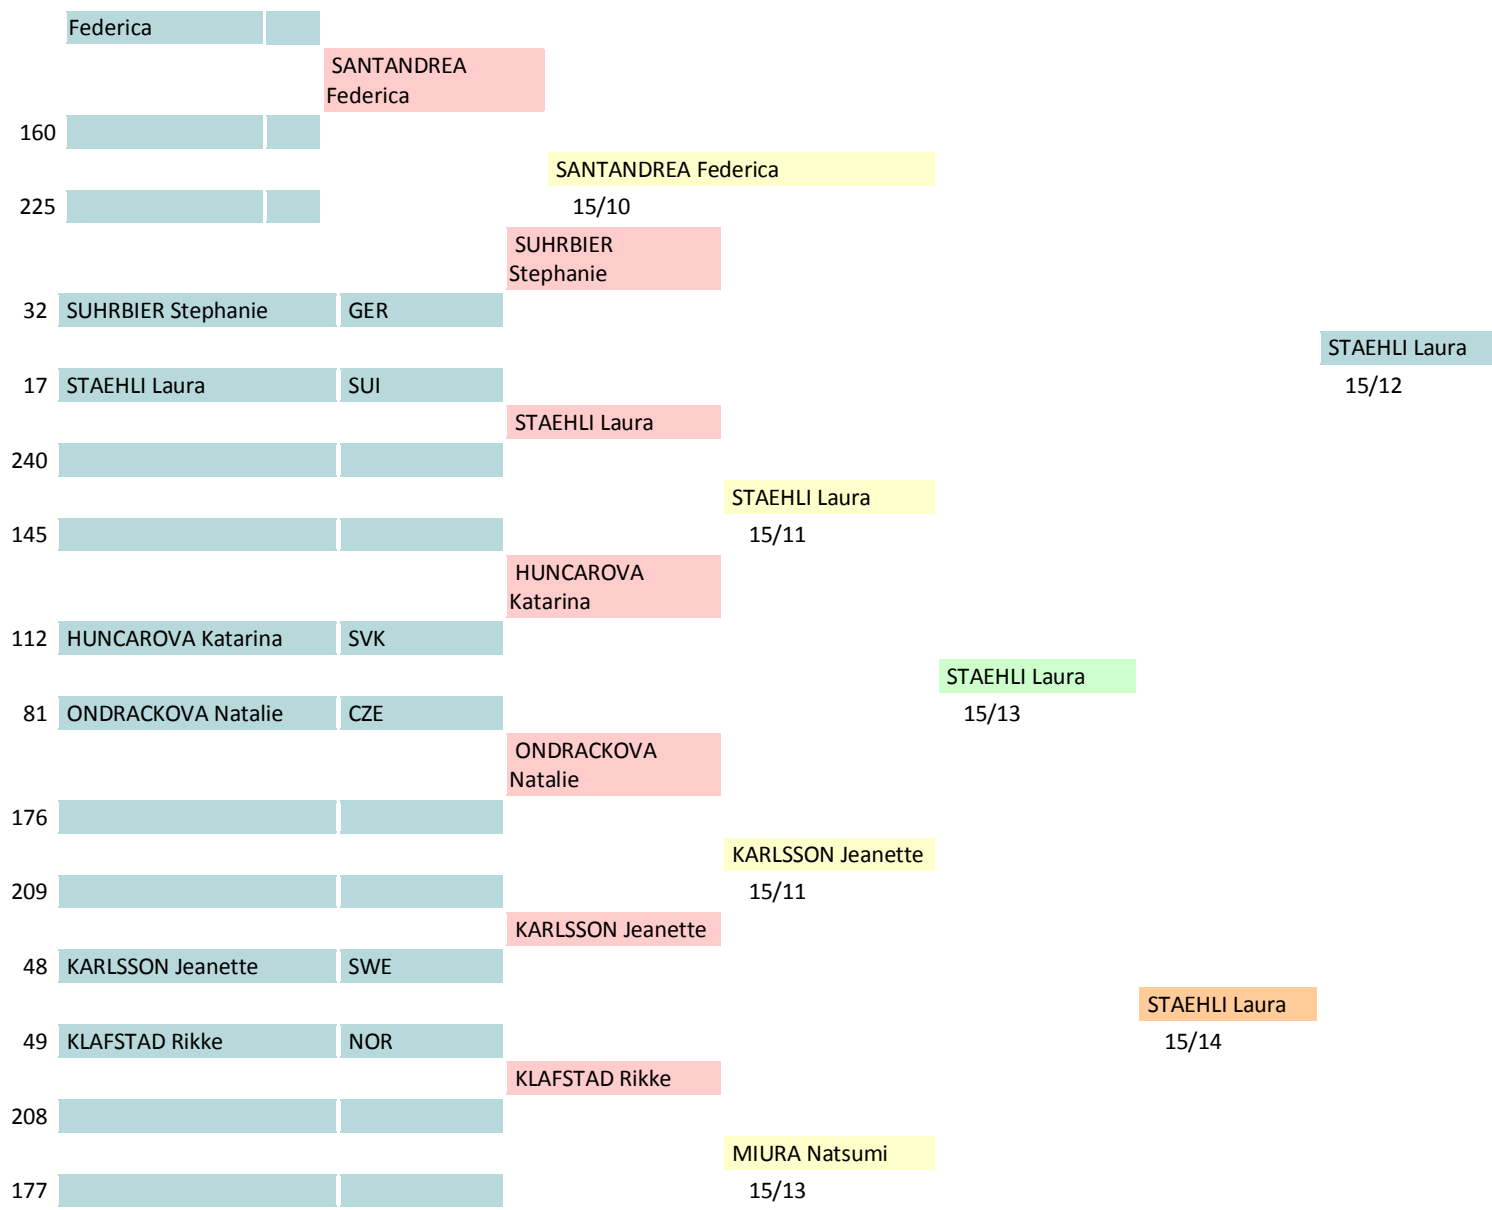 Federica
SANTANDREA
Federica
160
SANTANDREA Federica
225
15/10
SUHRBIER
Stephanie
32 SUHRBIER Stephanie GER
STAEHLI Laura
17 STAEHLI Laura SUI
15/12
STAEHLI Laura
240
STAEHLI Laura
145
15/11
HUNCAROVA
Katarina
112 HUNCAROVA Katarina SVK
STAEHLI Laura
81 ONDRACKOVA Natalie CZE
15/13
ONDRACKOVA
Natalie
176
KARLSSON Jeanette
209
15/11
KARLSSON Jeanette
48 KARLSSON Jeanette SWE
STAEHLI Laura
49 KLAFSTAD Rikke NOR
15/14
KLAFSTAD Rikke
208
MIURA Natsumi
177
15/13